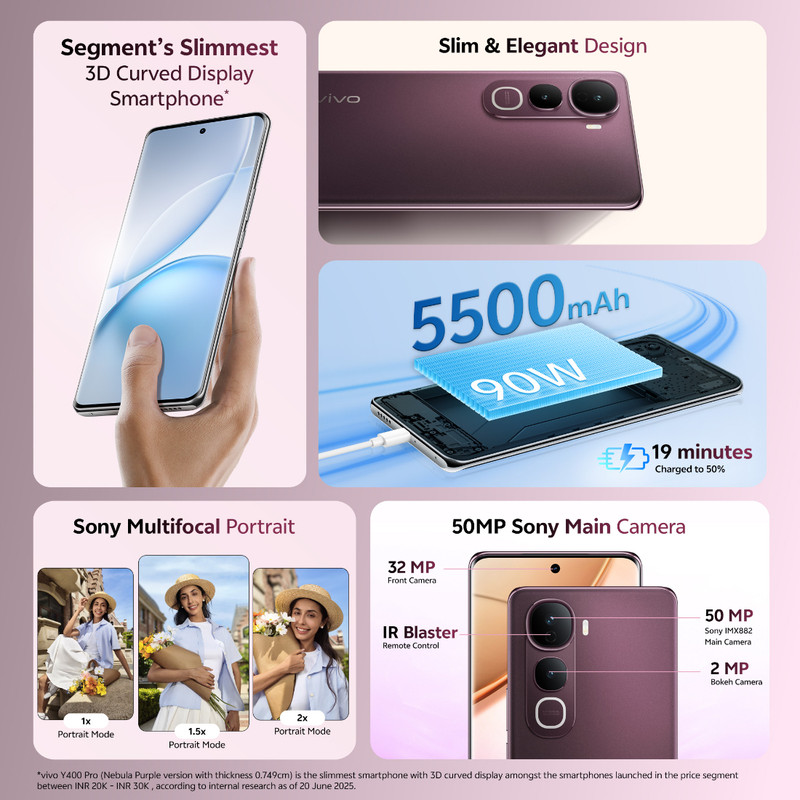 Segment's Slimmest
3D Curved Display
Smartphone*
Slim & Elegant Design
vivo
5500mAh
90W
19 minutes
Charged to 50%
Sony Multifocal Portrait
1x
Portrait Mode
1.5x
Portrait Mode
2x
Portrait Mode
50MP Sony Main Camera
32 MP
Front Camera
IR Blaster
Remote Control
50 MP
Sony IMX882
Main Camera
2 MP
Bokeh Camera
*vivo Y400 Pro (Nebula Purple version with thickness 0.749cm) is the slimmest smartphone with 3D curved display amongst the smartphones launched in the price segment
between INR 20K - INR 30K , according to internal research as of 20 June 2025.